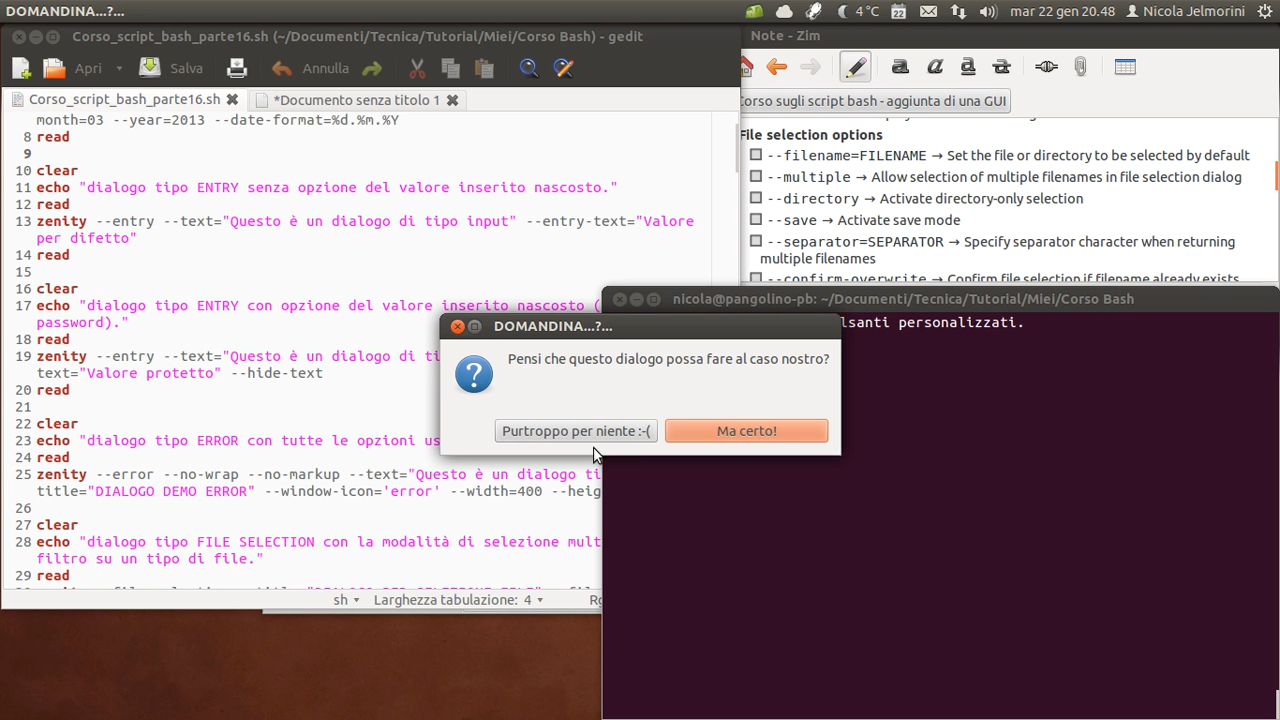 DOMANDINA...?...
4 °C
22
mar 22 gen 20.48
Nicola Jelmorini
Corso_script_bash_parte16.sh (~/Documenti/Tecnica/Tutorial/Miei/Corso Bash) - gedit
Apri
Salva
Annulla
Corso_script_bash_parte16.sh
*Documento senza titolo 1
month=03 --year=2013 --date-format=%d.%m.%Y
8 read
9
10 clear
11 echo "dialogo tipo ENTRY senza opzione del valore inserito nascosto."
12 read
13 zenity --entry --text="Questo è un dialogo di tipo input" --entry-text="Valore
per difetto"
14 read
15
16 clear
17 echo "dialogo tipo ENTRY con opzione del valore inserito nascosto (
password)."
18 read
19 zenity --entry --text="Questo è un dialogo di
text="Valore protetto" --hide-text
20 read
21
22 clear
23 echo "dialogo tipo ERROR con tutte le opzioni
24 read
25 zenity --error --no-wrap --no-markup --text="Questo è un dialogo
title="DIALOGO DEMO ERROR" --window-icon='error' --width=400
26
27 clear
28 echo "dialogo tipo FILE SELECTION con la modalità di selezione
filtro su un tipo di file."
29 read
sh
Larghezza tabulazione: 4
Note - Zim
Corso sugli script bash - aggiunta di una GUI
File selection options
--filename=FILENAME → Set the file or directory to be selected by default
--multiple → Allow selection of multiple filenames in file selection dialog
--directory → Activate directory-only selection
--save → Activate save mode
--separator=SEPARATOR → Specify separator character when returning
multiple filenames
--confirm-overwrite → Confirm file selection if filename already exists
nicola@pangolino-pb: ~/Documenti/Tecnica/Tutorial/Miei/Corso Bash
personalizzati.
DOMANDINA...?...
Pensi che questo dialogo possa fare al caso nostro?
Purtroppo per niente :-(
Ma certo!